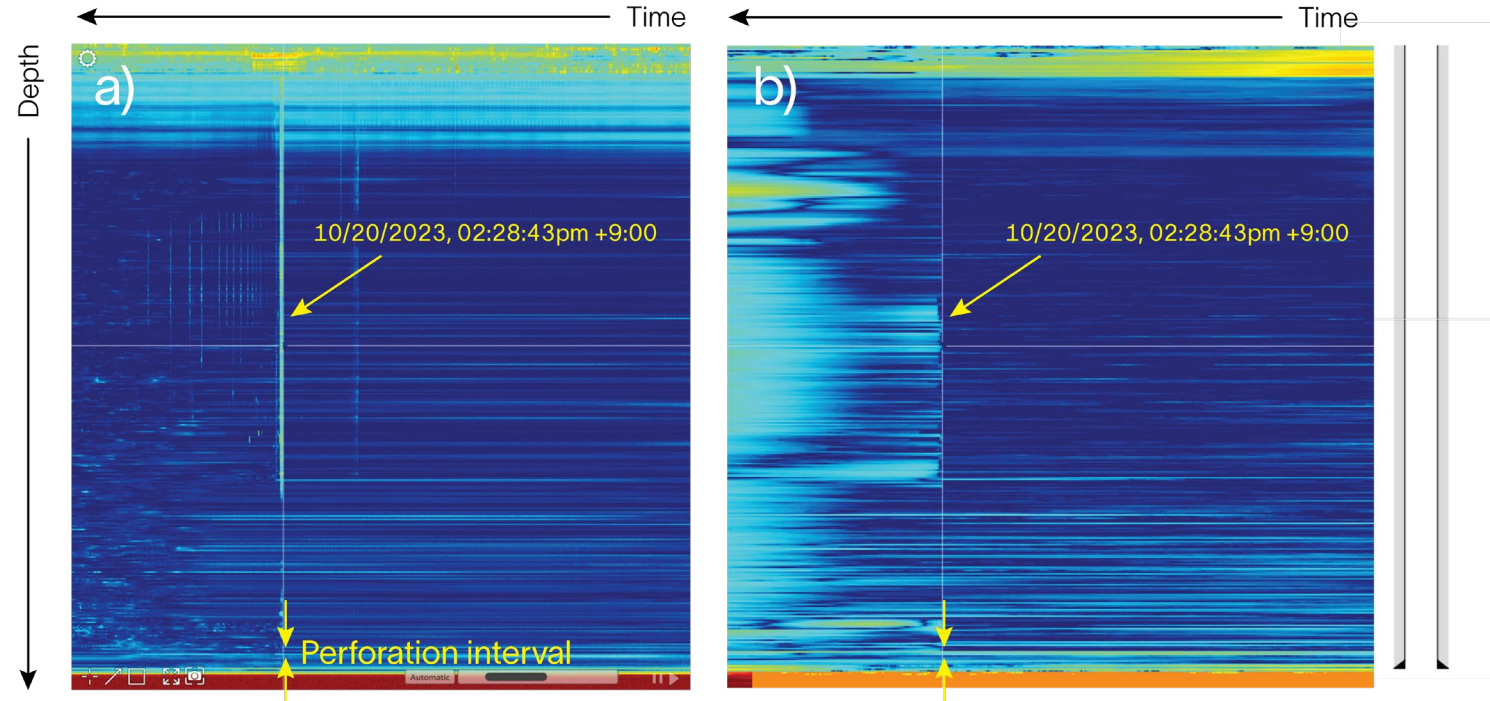 Time
Time
Depth
a)
b)
10/20/2023, 02:28:43pm +9:00
10/20/2023, 02:28:43pm +9:00
Perforation interval
Automatic